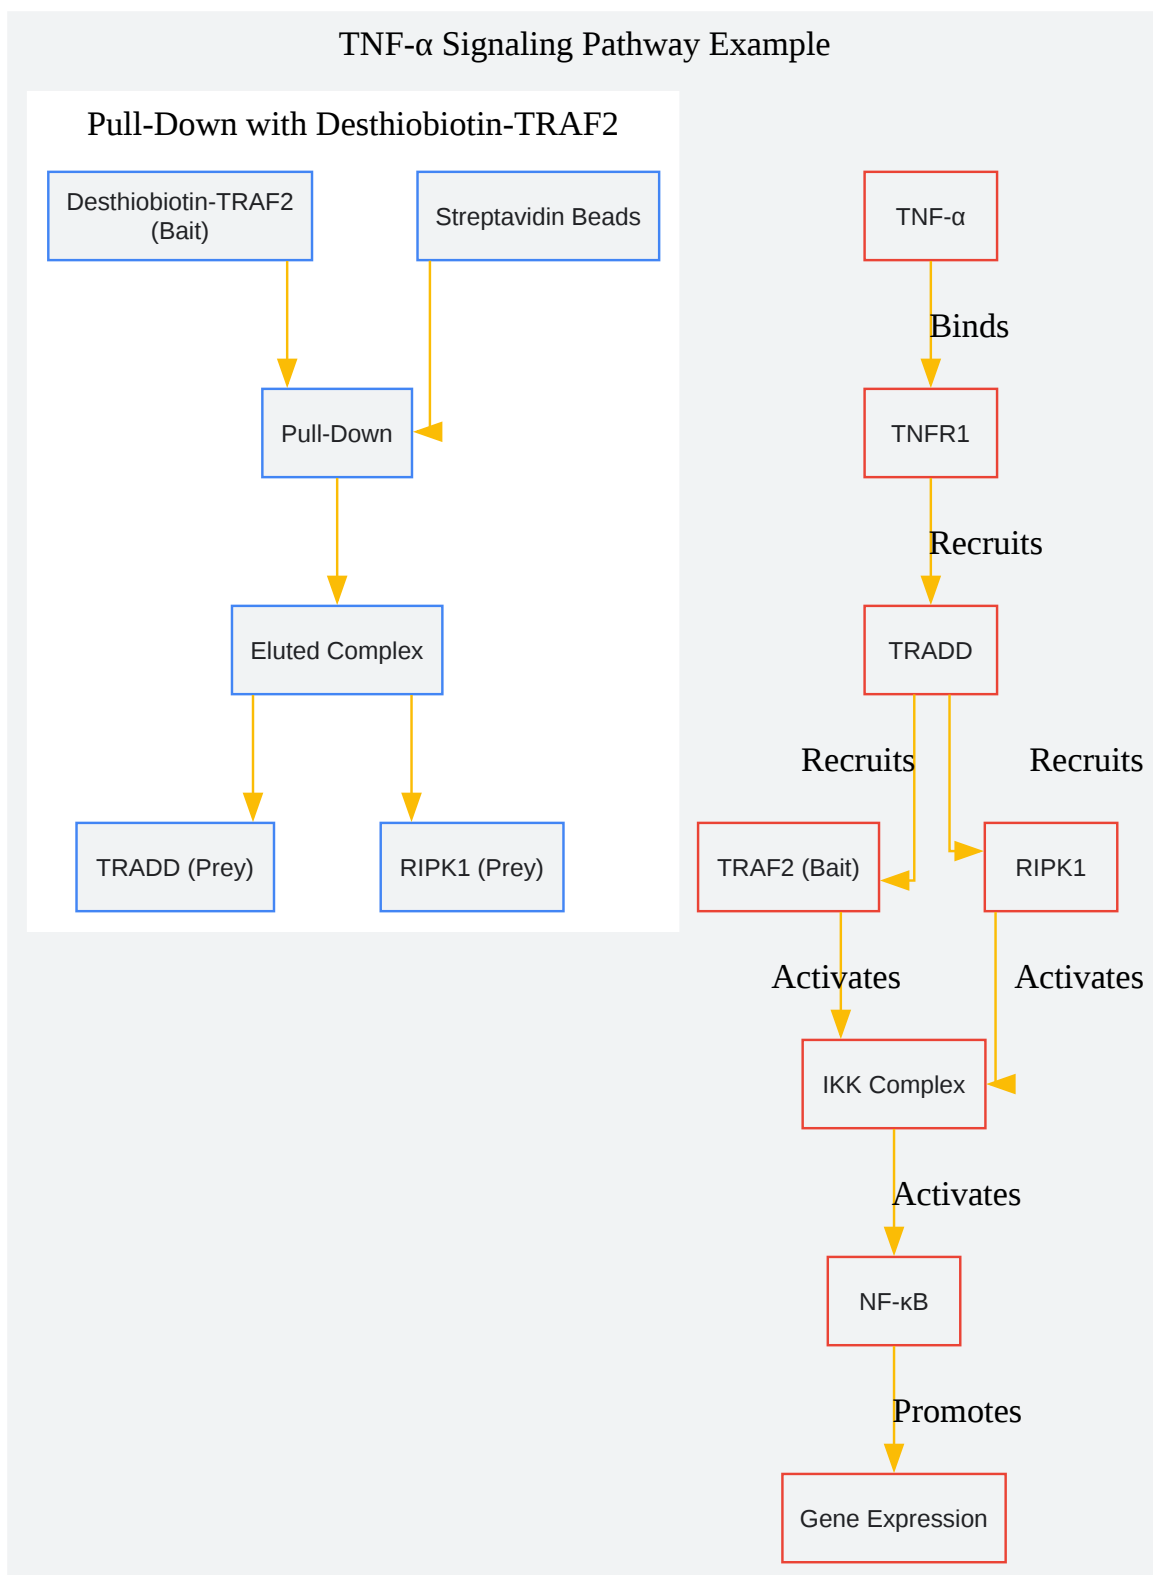 TNF-α Signaling Pathway Example
Pull-Down with Desthiobiotin-TRAF2
Desthiobiotin-TRAF2
(Bait)
Streptavidin Beads
Pull-Down
Eluted Complex
TRADD (Prey)
RIPK1 (Prey)
TNF-α
Binds
TNFR1
Recruits
TRADD
Recruits
Recruits
TRAF2 (Bait)
RIPK1
Activates
Activates
IKK Complex
Activates
NF-κB
Promotes
Gene Expression